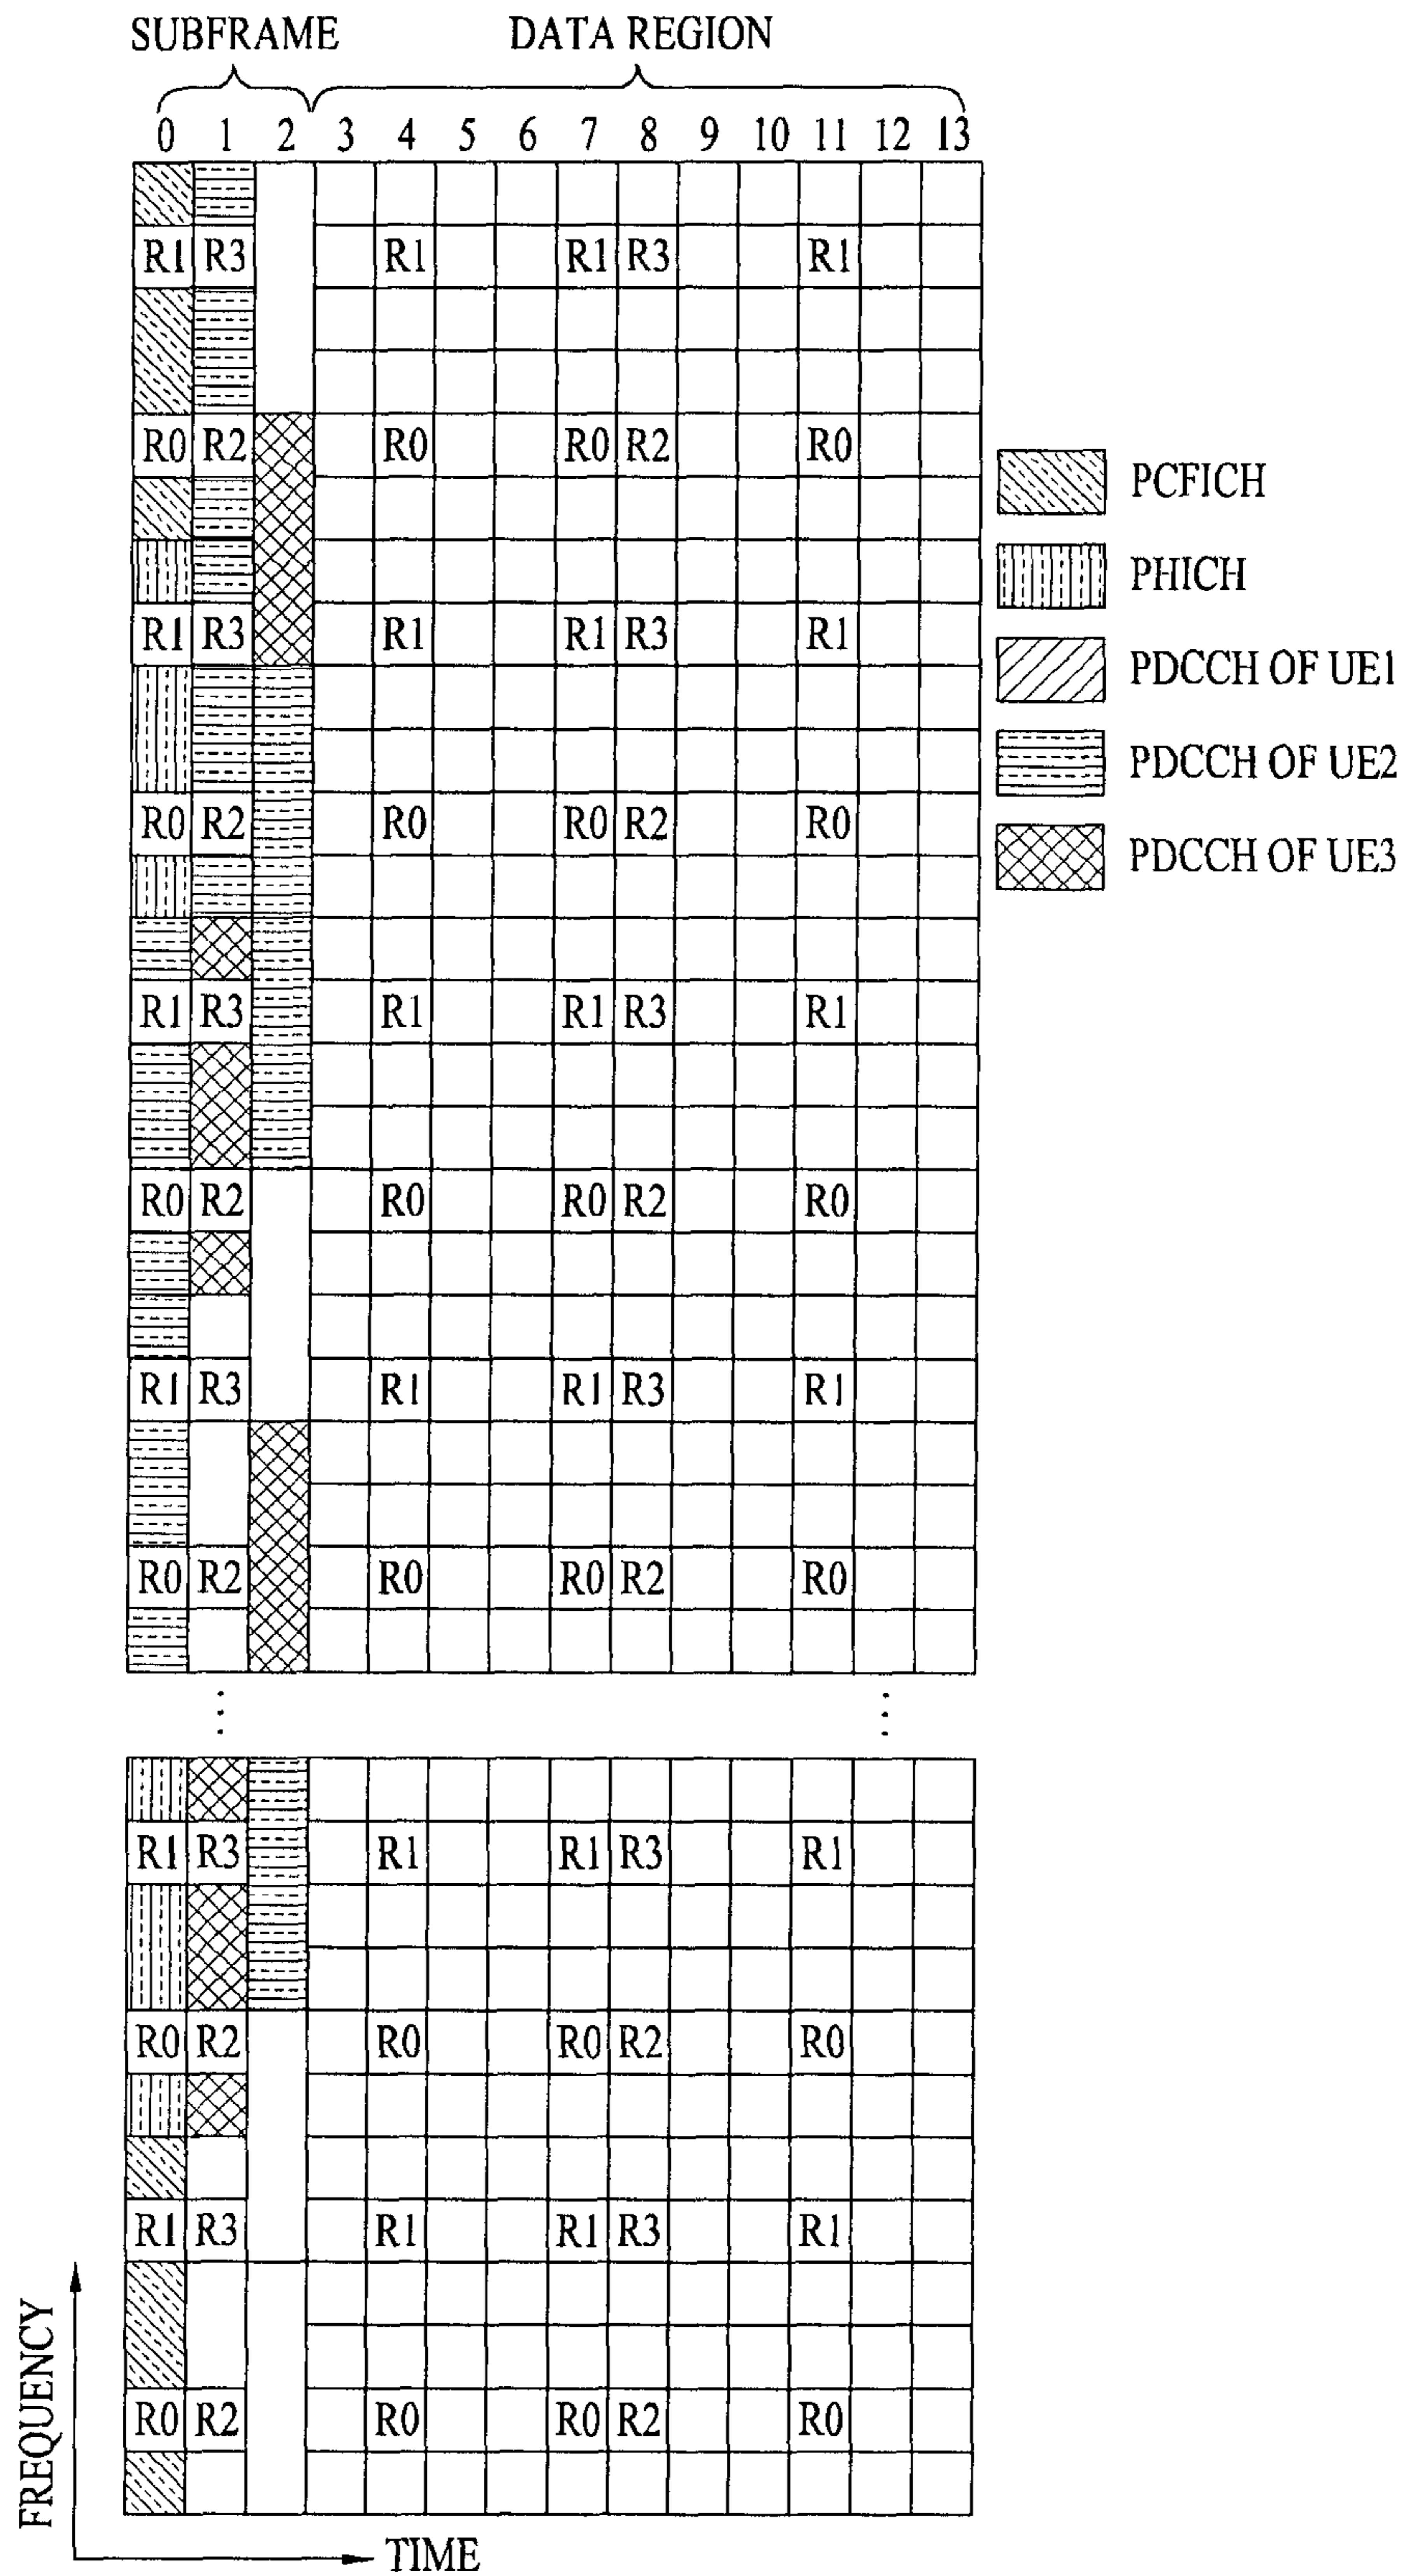 SUBFRAME DATA REGION
0 1 2 3 4 5 6 7 8 9 10 11 12 13
R1 R3 R1 R1 R3 R1
R0 R2 R0 R0 R2 R0
PCFICH
PHICH
R1 R3 R1 R1 R3 R1
PDCCH OF UE1
PDCCH OF UE2
R0 R2 R0 R0 R2 R0
PDCCH OF UE3
R1 R3 R1 R1 R3 R1
R0 R2 R0 R0 R2 R0
R1 R3 R1 R1 R3 R1
R0 R2 R0 R0 R2 R0
R1 R3 R1 R1 R3 R1
R0 R2 R0 R0 R2 R0
R1 R3 R1 R1 R3 R1
R0 R2 R0 R0 R2 R0
FREQUENCY
TIME